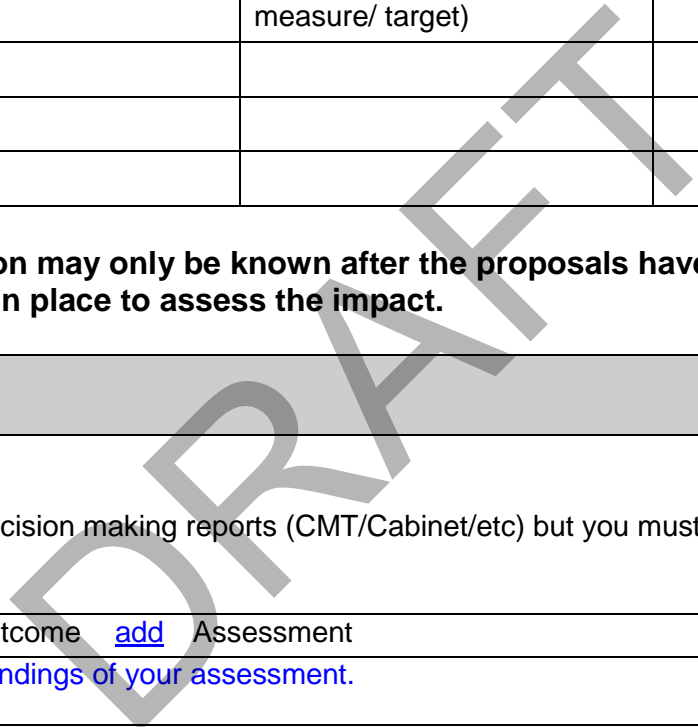 measure/ target)
on may only be known after the proposals have
n place to assess the impact.
cision making reports (CMT/Cabinet/etc) but you must
tcome add Assessment
ndings of your assessment.
DRAFT